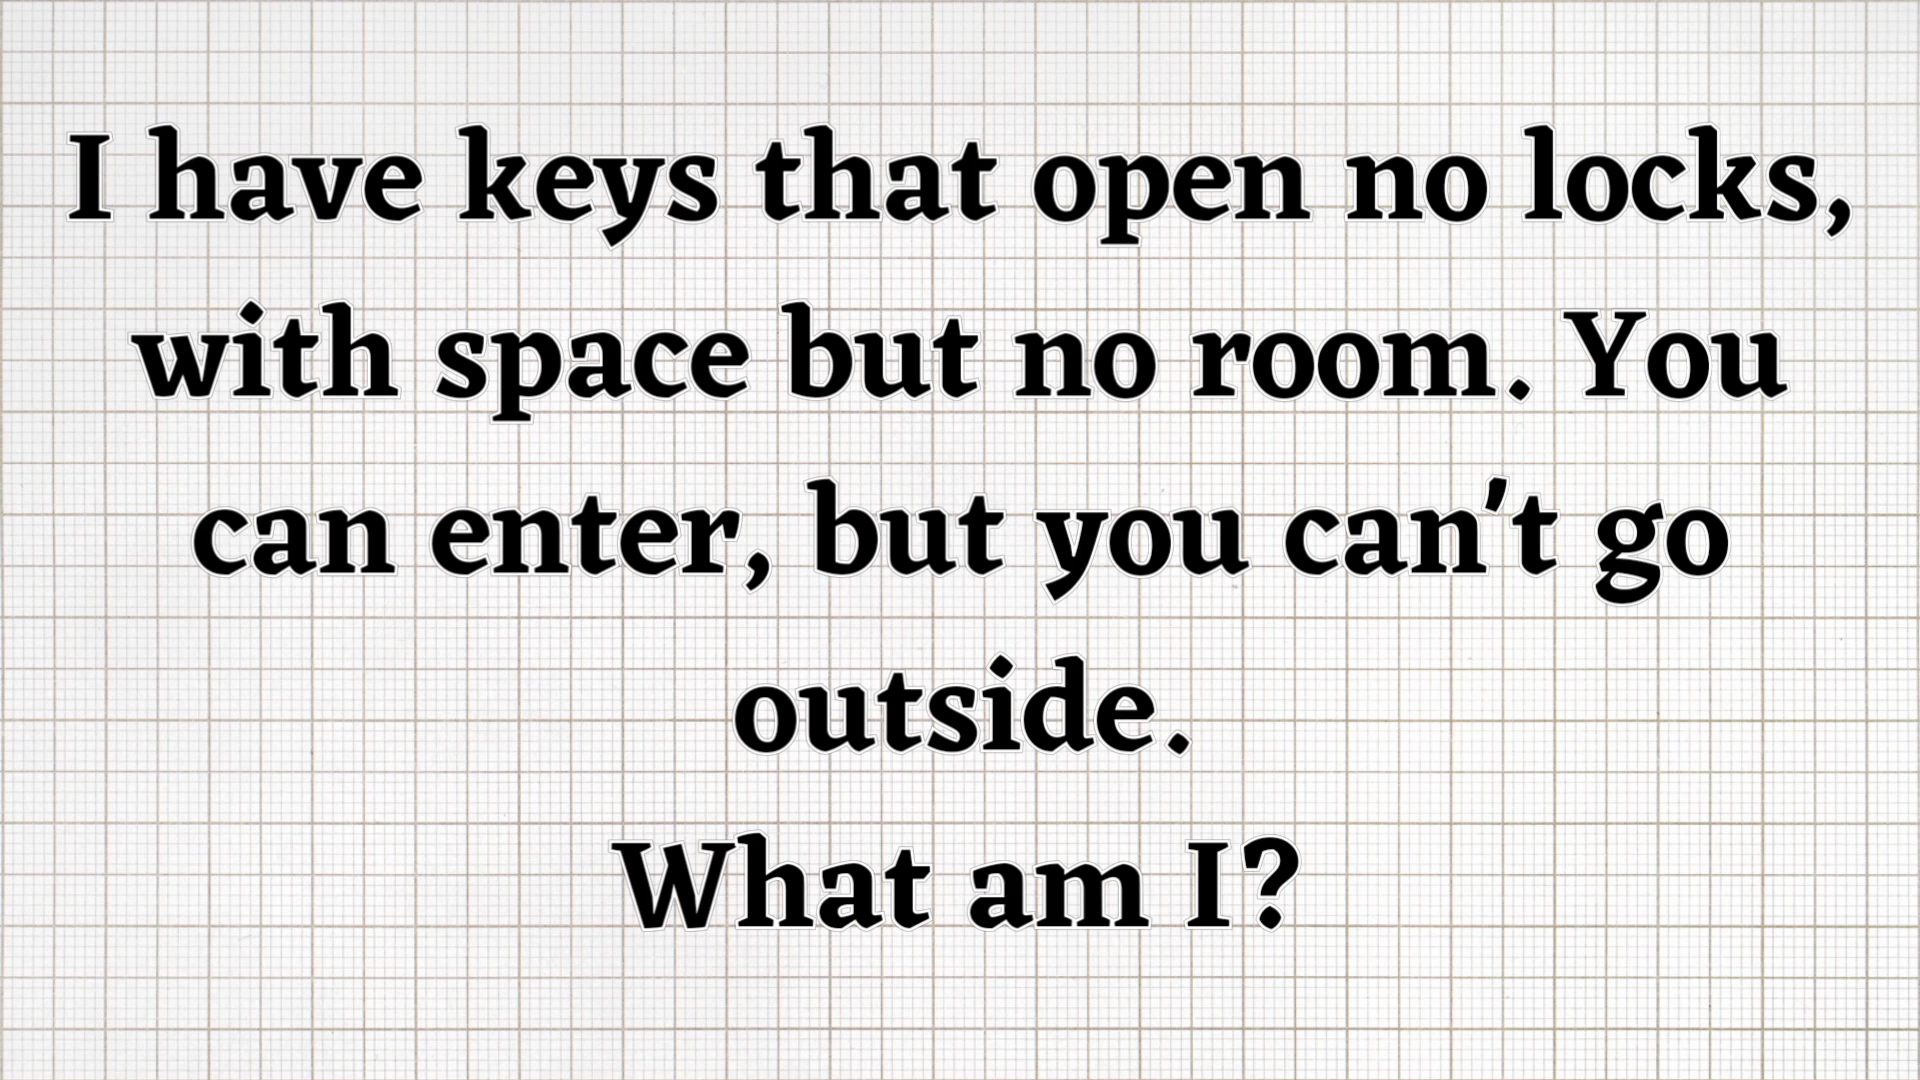 I have keys that open no locks,
with space but no room. You
can enter, but you can't go
outside.
What am I?